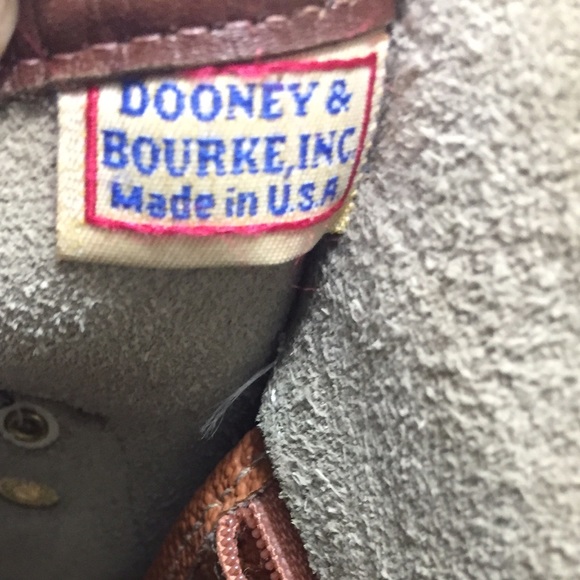 DOONEY &
BOURKE, INC.
Made in U.S.A.